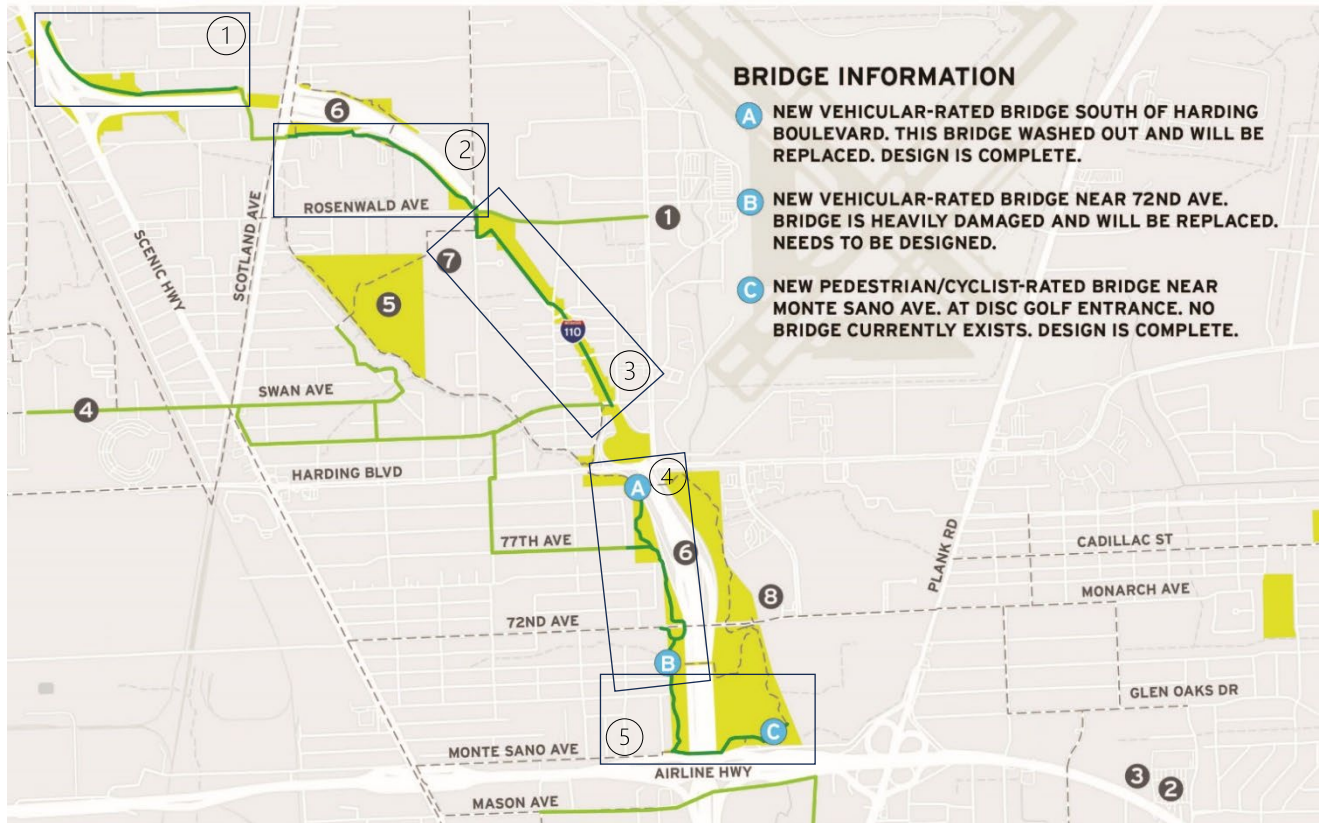 1
BRIDGE INFORMATION
A NEW VEHICULAR-RATED BRIDGE SOUTH OF HARDING
BOULEVARD. THIS BRIDGE WASHED OUT AND WILL BE
REPLACED. DESIGN IS COMPLETE.
B NEW VEHICULAR-RATED BRIDGE NEAR 72ND AVE.
BRIDGE IS HEAVILY DAMAGED AND WILL BE REPLACED.
NEEDS TO BE DESIGNED.
C NEW PEDESTRIAN/CYCLIST-RATED BRIDGE NEAR
MONTE SANO AVE. AT DISC GOLF ENTRANCE. NO
BRIDGE CURRENTLY EXISTS. DESIGN IS COMPLETE.
6
2
ROSENWALD AVE
1
SCENIC HWY
SCOTLAND AVE
7
5
110
3
SWAN AVE
4
HARDING BLVD
4
A
77TH AVE
6
PLANK RD
CADILLAC ST
8
MONARCH AVE
72ND AVE
B
GLEN OAKS DR
C
5
MONTE SANO AVE
AIRLINE HWY
3
2
MASON AVE